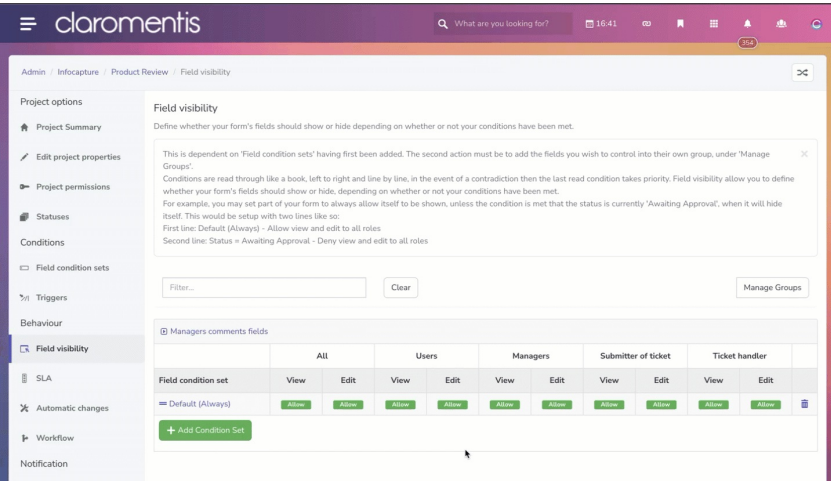 claromentis
What are you looking for?
16:41
354
Admin / Infocapture / Product Review / Field visibility
Project options
Project Summary
Edit project properties
Project permissions
Statuses
Conditions
Field condition sets
Triggers
Behaviour
Field visibility
SLA
Automatic changes
Workflow
Notification
Field visibility
Define whether your form's fields should show or hide depending on whether or not your conditions have been met.
This is dependent on 'Field condition sets' having first been added. The second action must be to add the fields you wish to control into their own group, under 'Manage
Groups'.
Conditions are read through like a book, left to right and line by line, in the event of a contradiction then the last read condition takes priority. Field visibility allow you to define
whether your form's fields should show or hide, depending on whether or not your conditions have been met.
For example, you may set part of your form to always allow itself to be shown, unless the condition is met that the status is currently 'Awaiting Approval', when it will hide
itself. This would be setup with two lines like so:
First line: Default (Always) - Allow view and edit to all roles
Second line: Status = Awaiting Approval - Deny view and edit to all roles
Filter...
Clear
Manage Groups
Managers comments fields
All Users Managers Submitter of ticket Ticket handler
Field condition set View Edit View Edit View Edit View Edit View Edit
Default (Always) Allow Allow Allow Allow Allow Allow Allow Allow Allow Allow
+ Add Condition Set